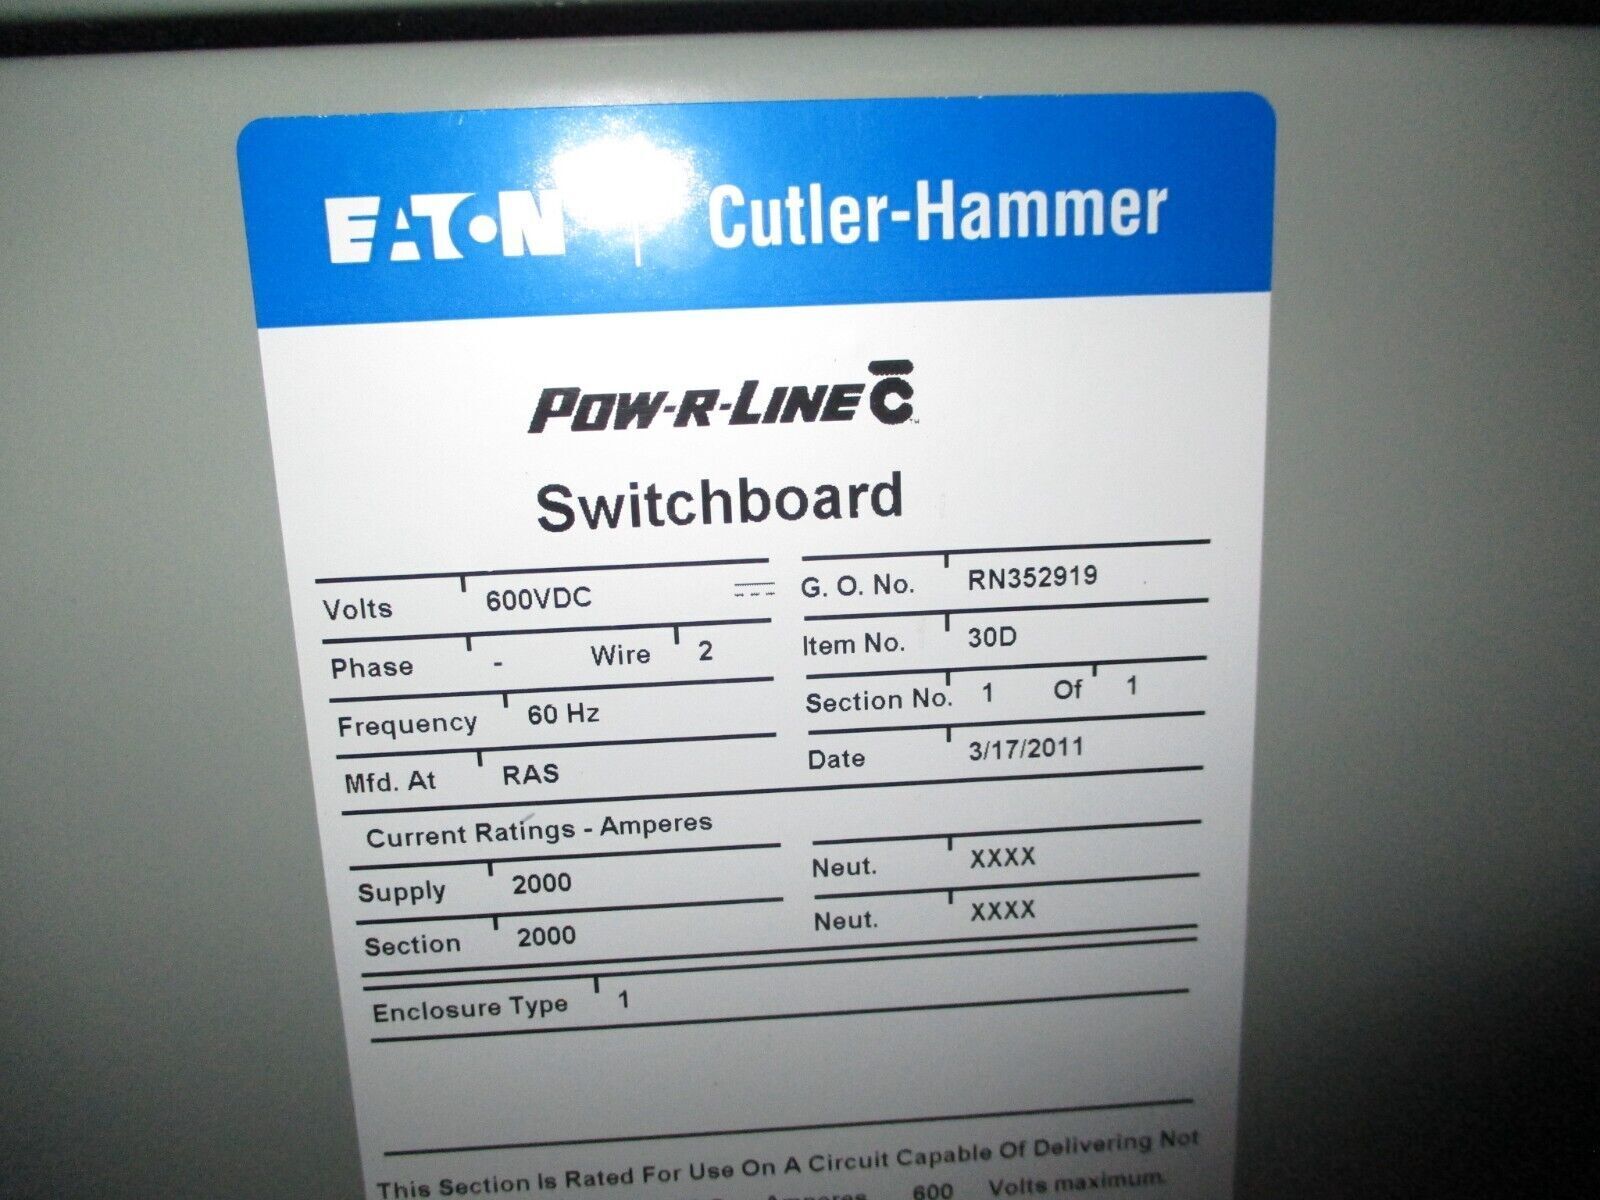 EATON Cutler-Hammer
POW-R-LINE C™
Switchboard
Volts 600VDC
Phase - Wire 2
Frequency 60 Hz
Mfd. At RAS
G. O. No. RN352919
Item No. 30D
Section No. 1 Of 1
Date 3/17/2011
Current Ratings - Amperes
Supply 2000 Neut. XXXX
Section 2000 Neut. XXXX
Enclosure Type 1
This Section Is Rated For Use On A Circuit Capable Of Delivering Not
Amperes 600 Volts maximum.